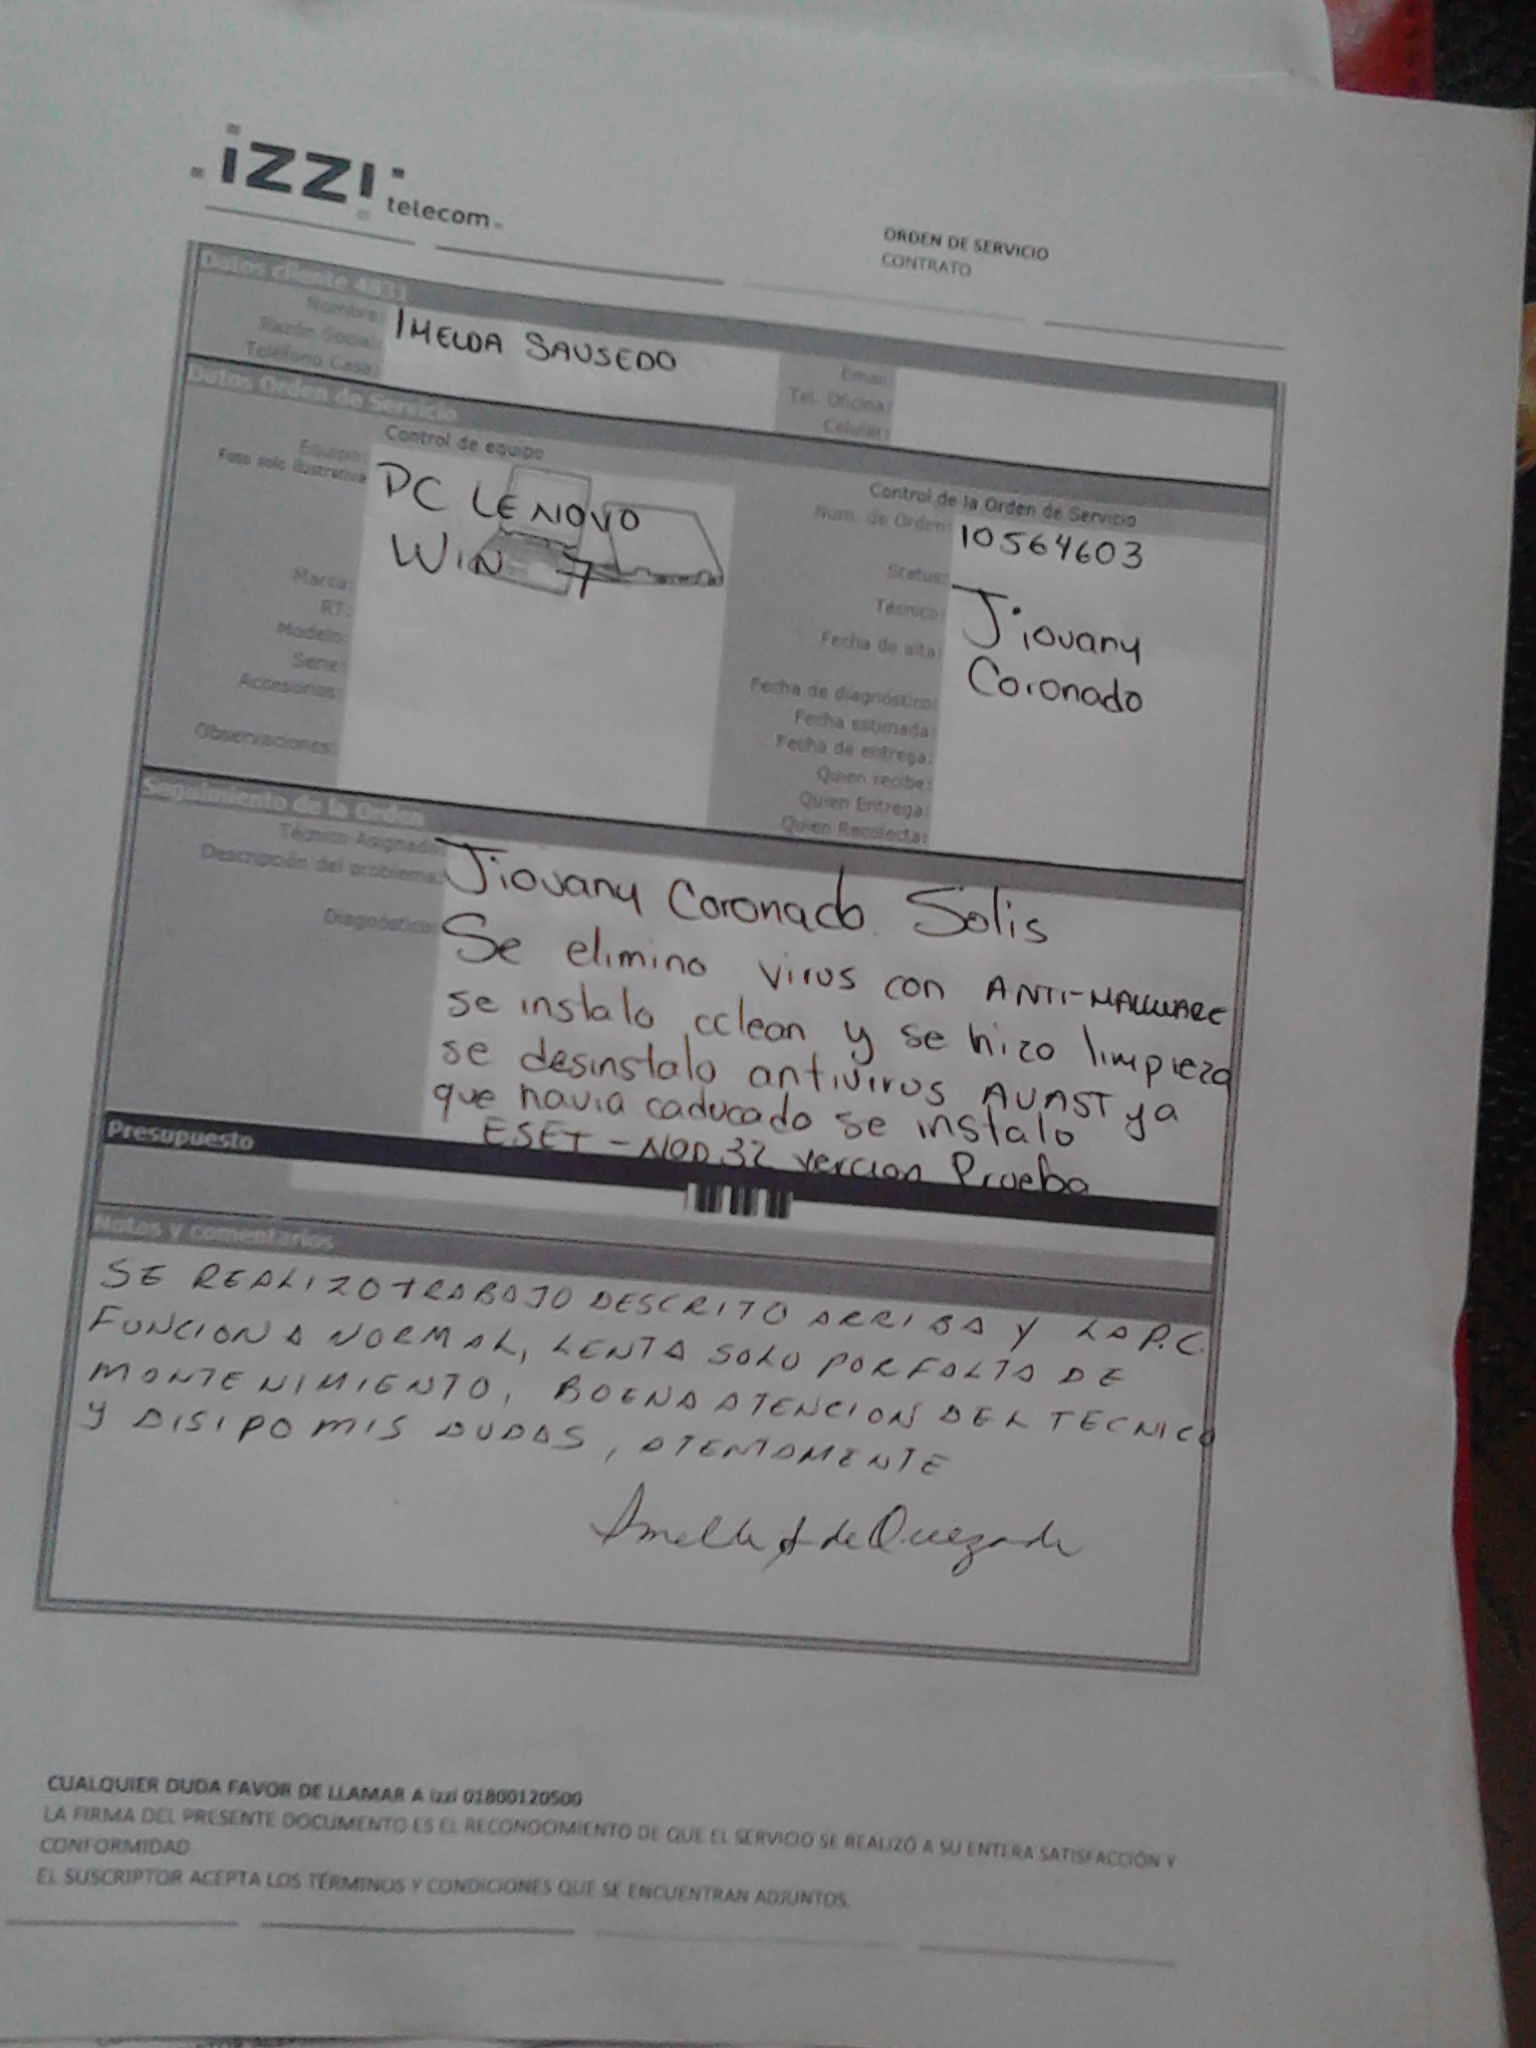 izzi telecom
ORDEN DE SERVICIO
CONTRATO
Datos cliente 4831
Nombre:
Razón Social:
Teléfono Casa:
IMELDA SAUSEDO
Email:
Tel. Oficina:
Celular:
Datos Orden de Servicio
Control de equipo
Equipo:
Foto solo ilustrativa
PC LENOVO
WIN 7
Marca:
RT:
Modelo:
Serie:
Accesorios:
Observaciones:
Control de la Orden de Servicio
Num. de Orden: 10564603
Status:
Técnico: Jiovany
Coronado
Fecha de alta:
Fecha de diagnóstico:
Fecha estimada:
Fecha de entrega:
Quien recibe:
Quien Entrega:
Quien Recolecta:
Seguimiento de la Orden
Técnico Asignado:
Descripción del problema:
Jiovany Coronado Solis
Diagnóstico:
Se elimino virus con ANTI-MALWARE
se instalo cclean y se hizo limpieza
se desinstalo antivirus AVAST ya
que havia caducado se instalo
ESET-NOD32 vercion Prueba
Presupuesto
Notas y comentarios
SE REALIZO TRABAJO DESCRITO ARRIBA Y LA P.C.
FUNCIONA NORMAL, LENTA SOLO POR FALTA DE
MONTENIMIENTO, BUENA ATENCION DEL TECNICO
Y DISIPO MIS DUDAS, ATENTAMENTE
de Quezada
CUALQUIER DUDA FAVOR DE LLAMAR A izzi 01800120500
LA FIRMA DEL PRESENTE DOCUMENTO ES EL RECONOCIMIENTO DE QUE EL SERVICIO SE REALIZÓ A SU ENTERA SATISFACCIÓN Y
CONFORMIDAD
EL SUSCRIPTOR ACEPTA LOS TÉRMINOS Y CONDICIONES QUE SE ENCUENTRAN ADJUNTOS.